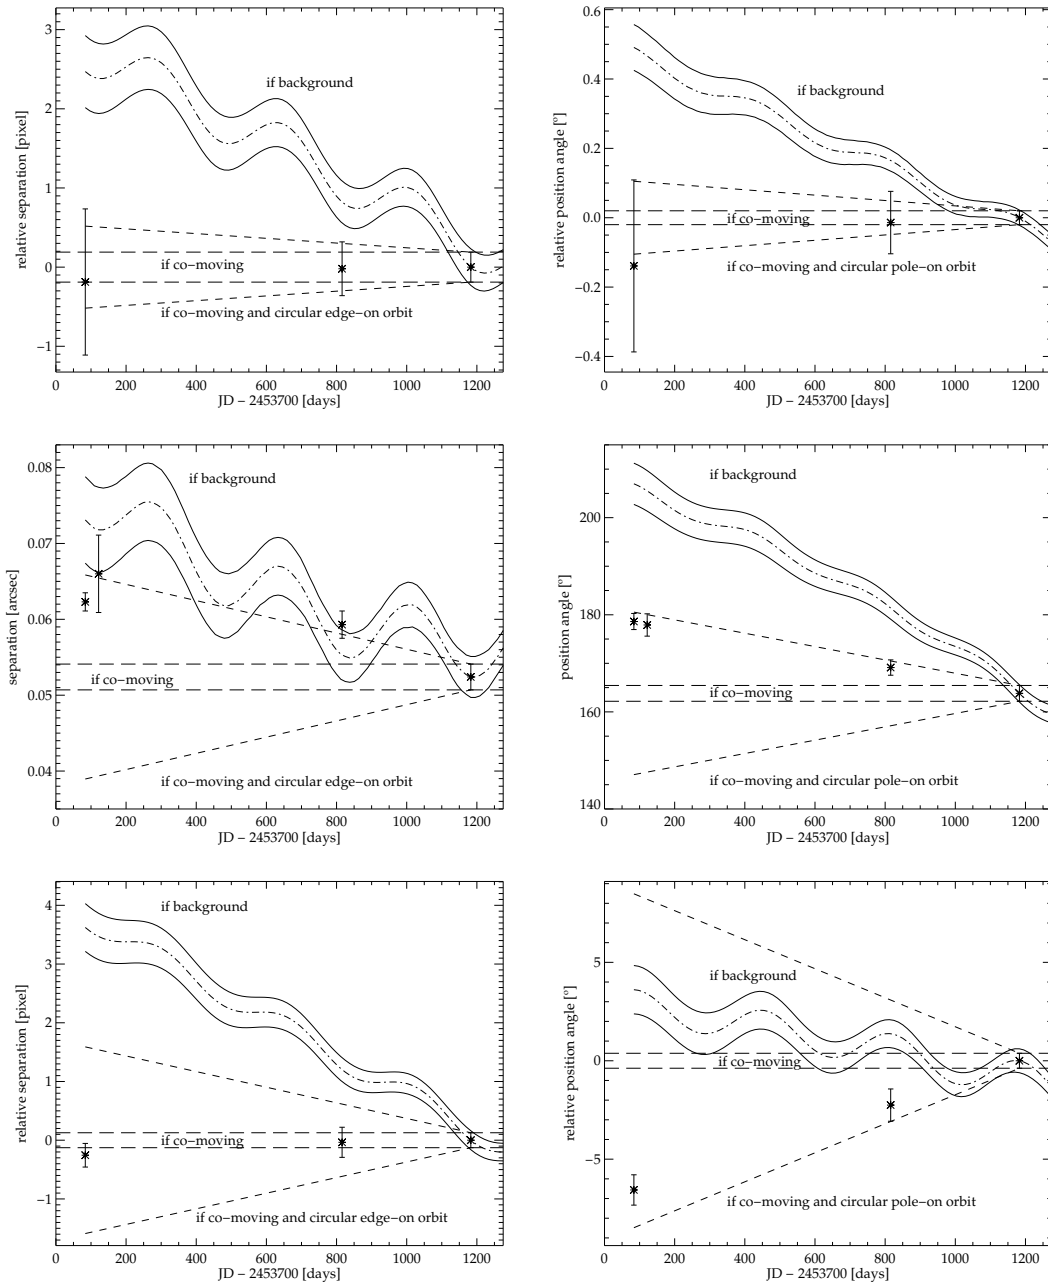 3
2
1
0
−1
relative separation [pixel]
if background
if co−moving
if co−moving and circular edge−on orbit
0 200 400 600 800 1000 1200
JD − 2453700 [days]
0.6
0.4
0.2
0.0
−0.2
−0.4
relative position angle [°]
if background
if co−moving
if co−moving and circular pole−on orbit
0 200 400 600 800 1000 1200
JD − 2453700 [days]
0.08
0.07
0.06
0.05
0.04
separation [arcsec]
if background
if co−moving
if co−moving and circular edge−on orbit
0 200 400 600 800 1000 1200
JD − 2453700 [days]
200
180
160
140
position angle [°]
if background
if co−moving
if co−moving and circular pole−on orbit
0 200 400 600 800 1000 1200
JD − 2453700 [days]
4
3
2
1
0
−1
relative separation [pixel]
if background
if co−moving
if co−moving and circular edge−on orbit
0 200 400 600 800 1000 1200
JD − 2453700 [days]
5
0
−5
relative position angle [°]
if background
if co−moving
if co−moving and circular pole−on orbit
0 200 400 600 800 1000 1200
JD − 2453700 [days]